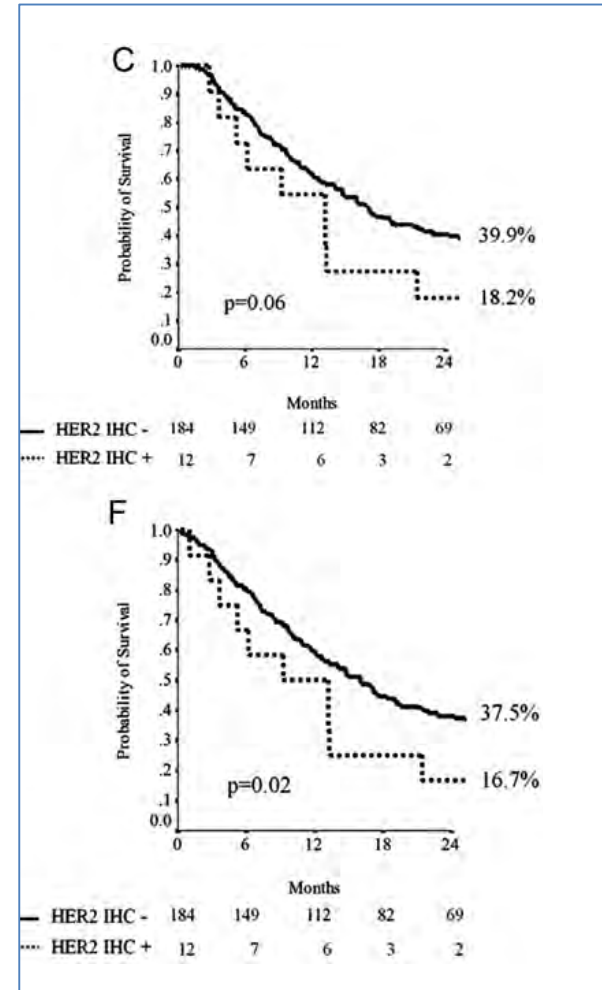 C
Probability of Survival
1.0
.9
.8
.7
.6
.5
.4
.3
.2
.1
0.0
39.9%
18.2%
p=0.06
0 6 12 18 24
Months
HER2 IHC - 184 149 112 82 69
HER2 IHC + 12 7 6 3 2
F
Probability of Survival
1.0
.9
.8
.7
.6
.5
.4
.3
.2
.1
0.0
37.5%
16.7%
p=0.02
0 6 12 18 24
Months
HER2 IHC - 184 149 112 82 69
HER2 IHC + 12 7 6 3 2